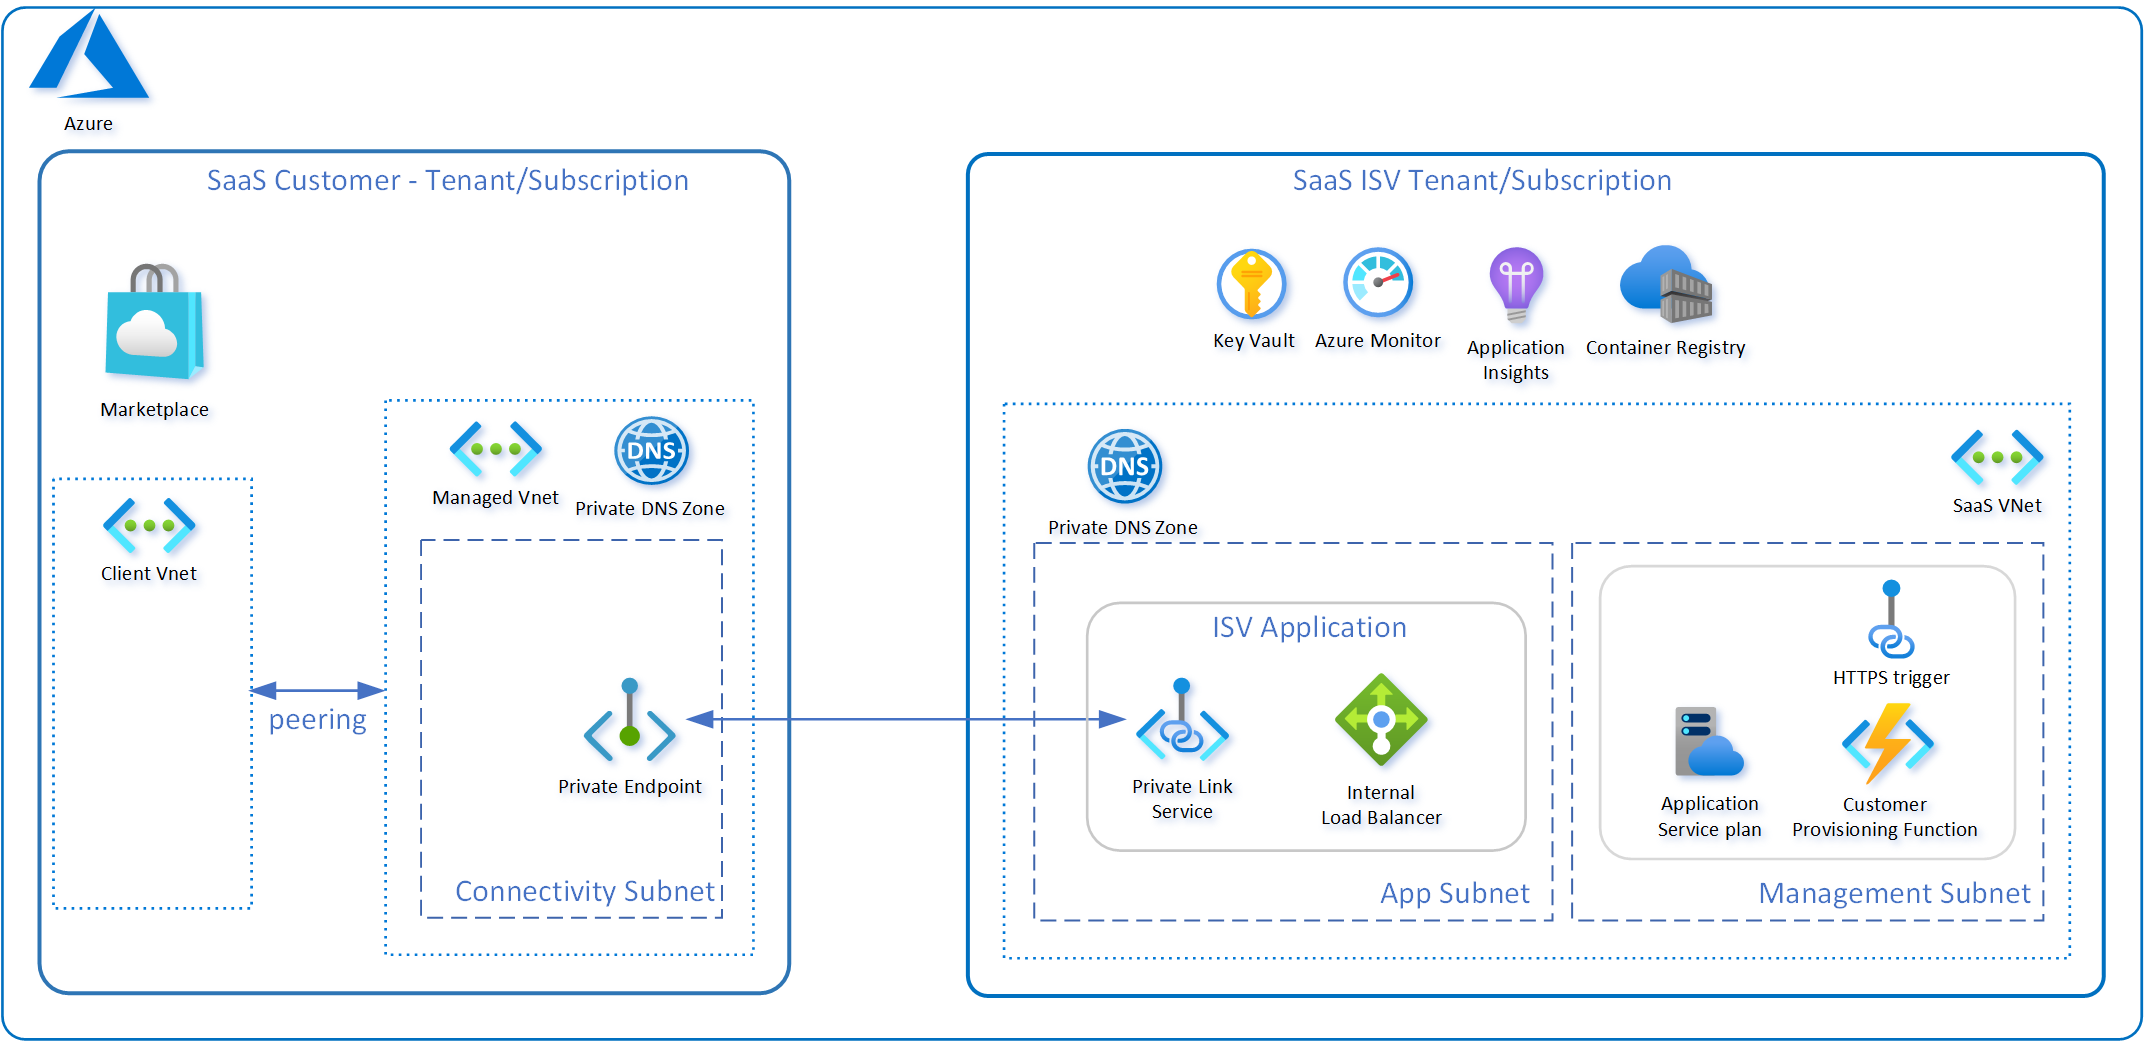 Azure
SaaS Customer - Tenant/Subscription
Marketplace
Client Vnet
peering
Managed Vnet
DNS
Private DNS Zone
Private Endpoint
Connectivity Subnet
SaaS ISV Tenant/Subscription
Key Vault
Azure Monitor
Application
Insights
Container Registry
DNS
Private DNS Zone
SaaS VNet
ISV Application
Private Link
Service
Internal
Load Balancer
App Subnet
HTTPS trigger
Application
Service plan
Customer
Provisioning Function
Management Subnet